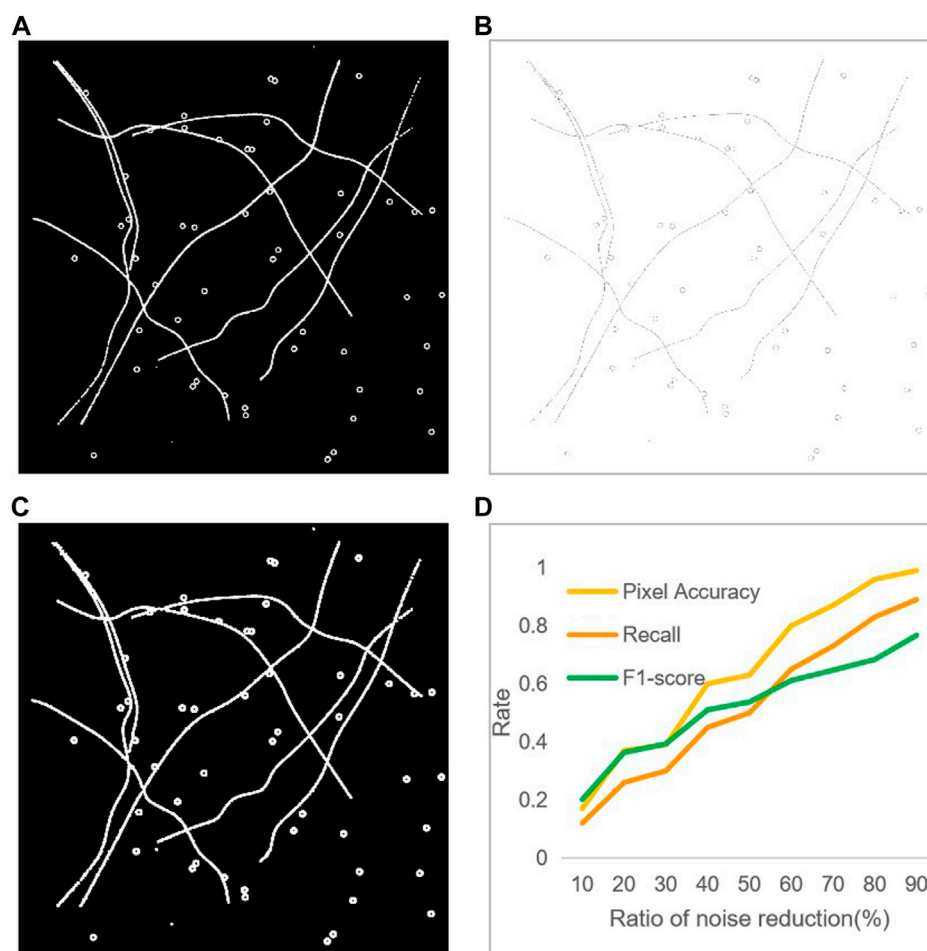 A
B
C
D
1
0.8
0.6
0.4
0.2
0
Rate
Pixel Accuracy
Recall
F1-score
10 20 30 40 50 60 70 80 90
Ratio of noise reduction(%)